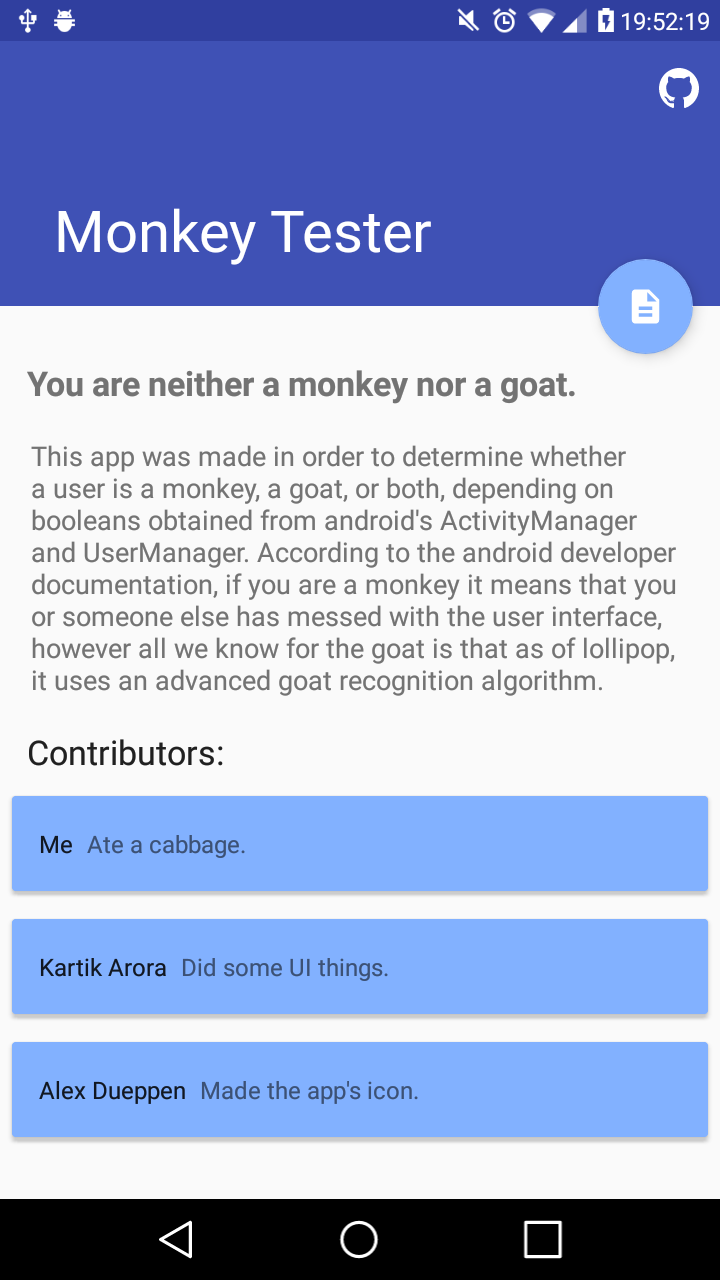 19:52:19
Monkey Tester
You are neither a monkey nor a goat.
This app was made in order to determine whether
a user is a monkey, a goat, or both, depending on
booleans obtained from android's ActivityManager
and UserManager. According to the android developer
documentation, if you are a monkey it means that you
or someone else has messed with the user interface,
however all we know for the goat is that as of lollipop,
it uses an advanced goat recognition algorithm.
Contributors:
Me Ate a cabbage.
Kartik Arora Did some UI things.
Alex Dueppen Made the app's icon.